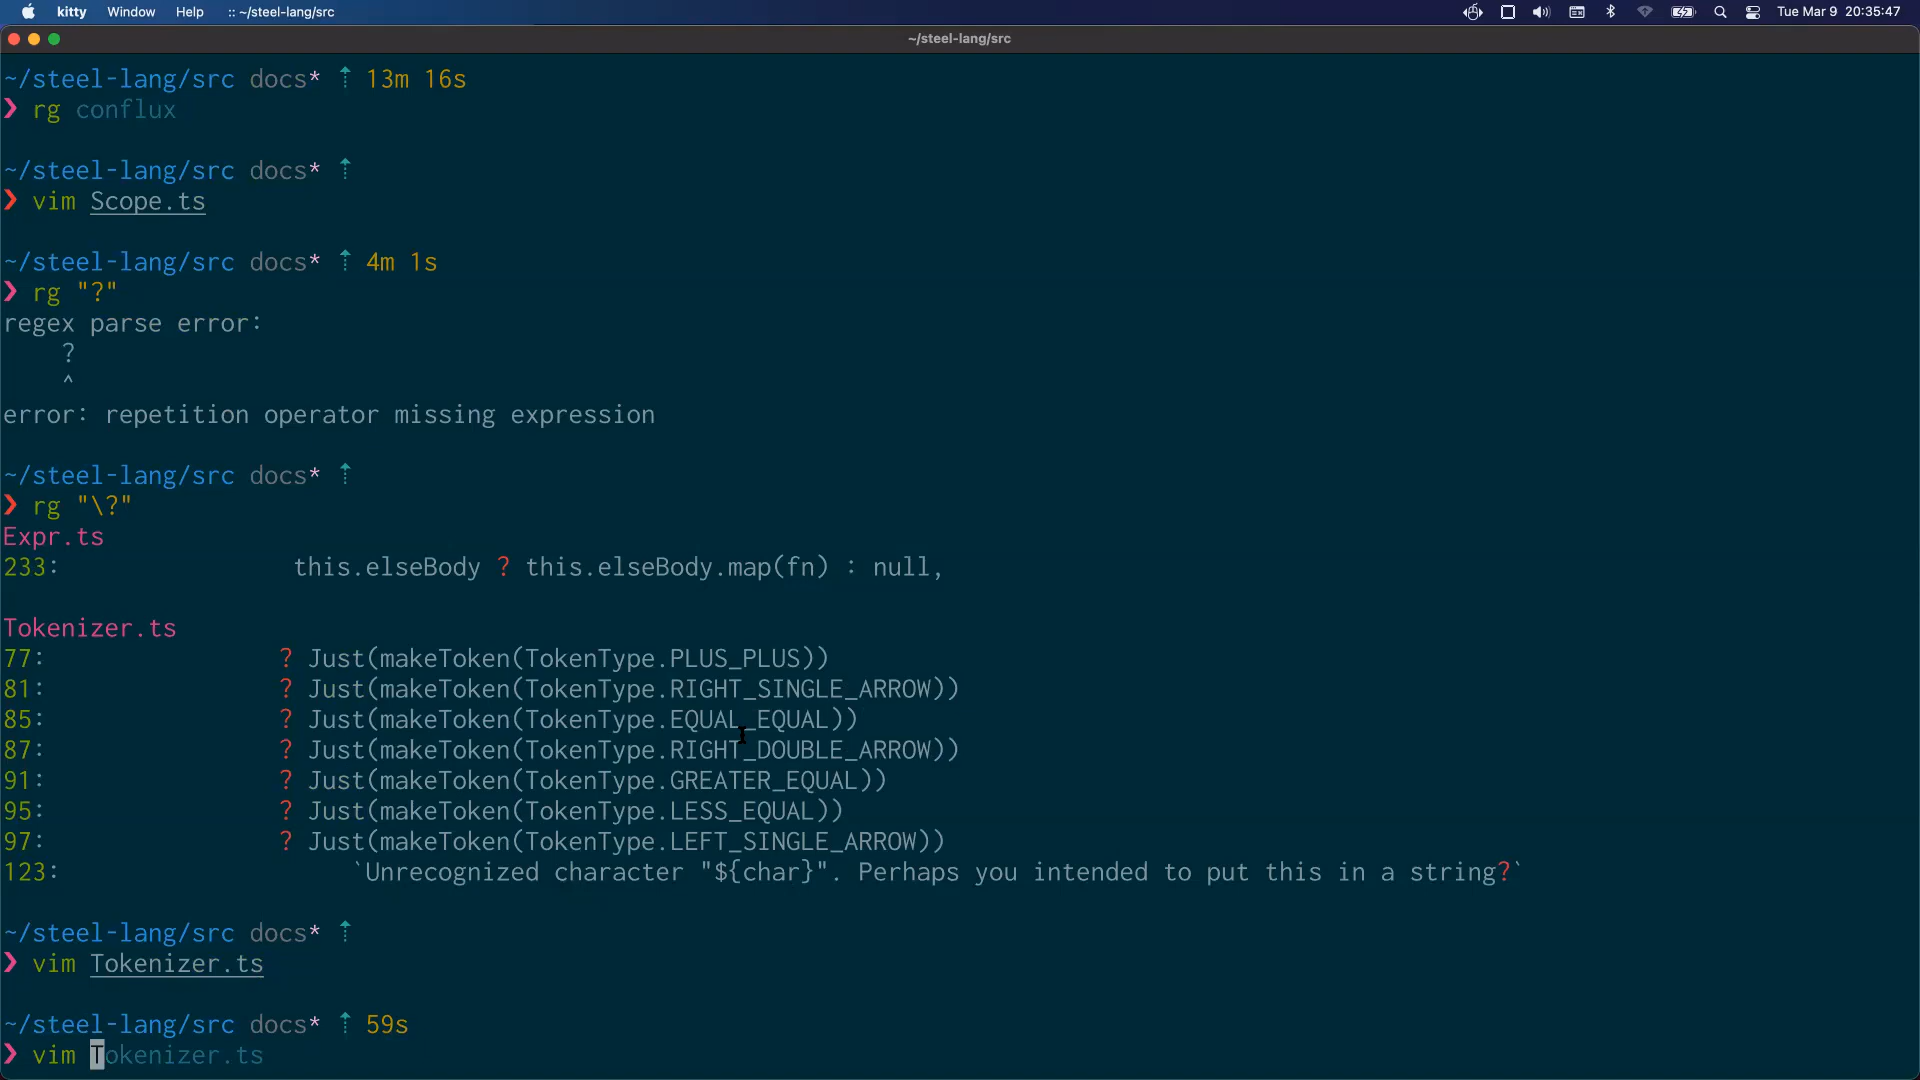 kitty Window Help :: ~/steel-lang/src Tue Mar 9 20:35:47
~/steel-lang/src
~/steel-lang/src docs* ⇡ 13m 16s
❯ rg conflux
~/steel-lang/src docs* ⇡
❯ vim Scope.ts
~/steel-lang/src docs* ⇡ 4m 1s
❯ rg "?"
regex parse error:
?
^
error: repetition operator missing expression
~/steel-lang/src docs* ⇡
❯ rg "\?"
Expr.ts
233: this.elseBody ? this.elseBody.map(fn) : null,
Tokenizer.ts
77: ? Just(makeToken(TokenType.PLUS_PLUS))
81: ? Just(makeToken(TokenType.RIGHT_SINGLE_ARROW))
85: ? Just(makeToken(TokenType.EQUAL_EQUAL))
87: ? Just(makeToken(TokenType.RIGHT_DOUBLE_ARROW))
91: ? Just(makeToken(TokenType.GREATER_EQUAL))
95: ? Just(makeToken(TokenType.LESS_EQUAL))
97: ? Just(makeToken(TokenType.LEFT_SINGLE_ARROW))
123: `Unrecognized character "${char}". Perhaps you intended to put this in a string?`
~/steel-lang/src docs* ⇡
❯ vim Tokenizer.ts
~/steel-lang/src docs* ⇡ 59s
❯ vim Tokenizer.ts